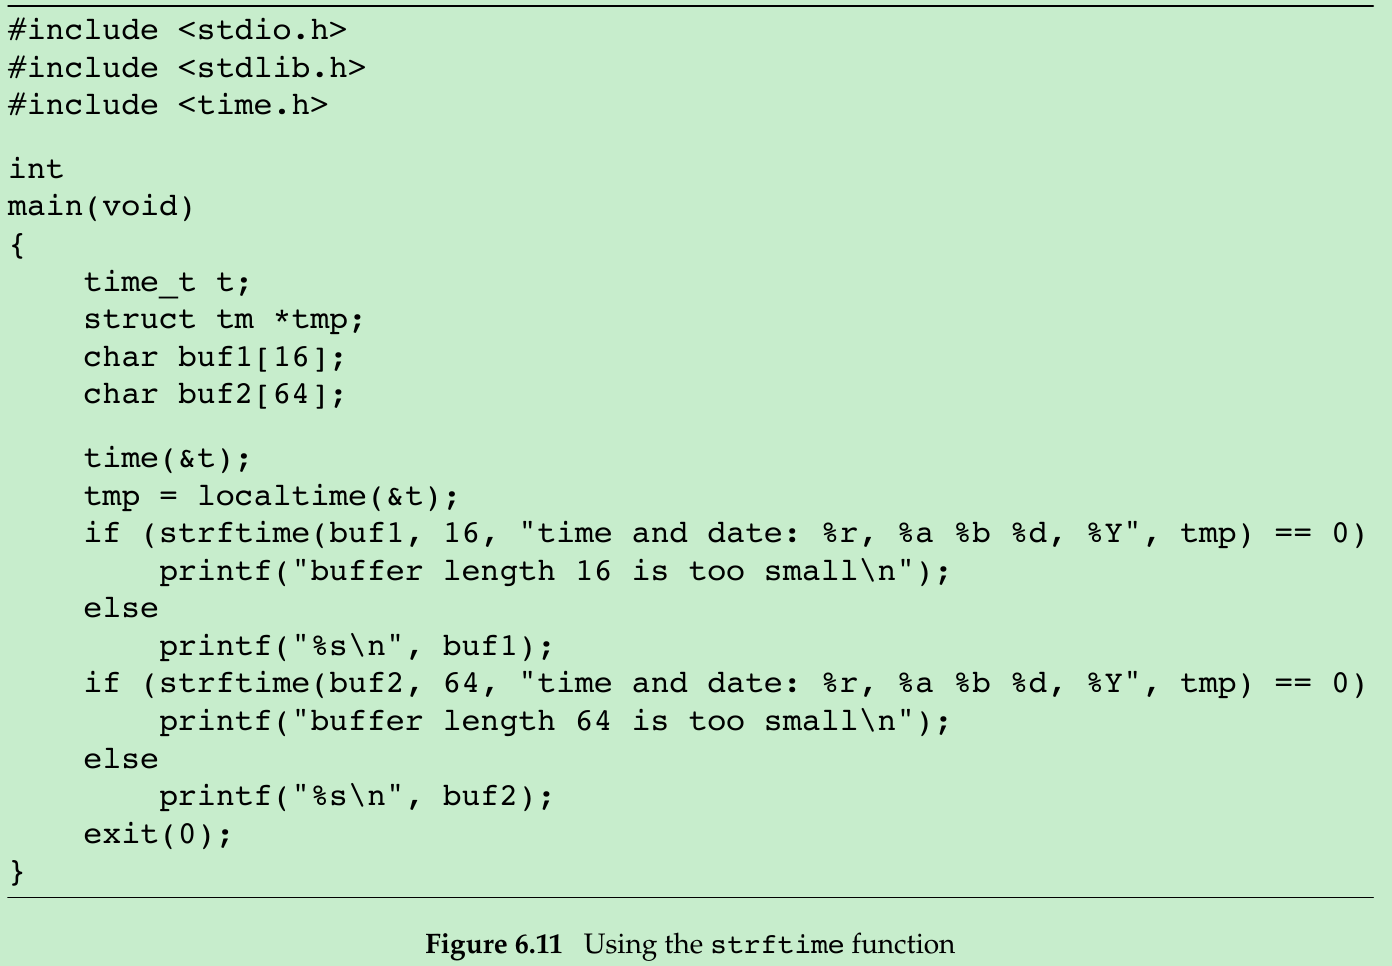 #include <stdio.h>
#include <stdlib.h>
#include <time.h>
int
main(void)
{
    time_t t;
    struct tm *tmp;
    char buf1[16];
    char buf2[64];
    time(&t);
    tmp = localtime(&t);
    if (strftime(buf1, 16, "time and date: %r, %a %b %d, %Y", tmp) == 0)
        printf("buffer length 16 is too small\n");
    else
        printf("%s\n", buf1);
    if (strftime(buf2, 64, "time and date: %r, %a %b %d, %Y", tmp) == 0)
        printf("buffer length 64 is too small\n");
    else
        printf("%s\n", buf2);
    exit(0);
}
Figure 6.11 Using the strftime function